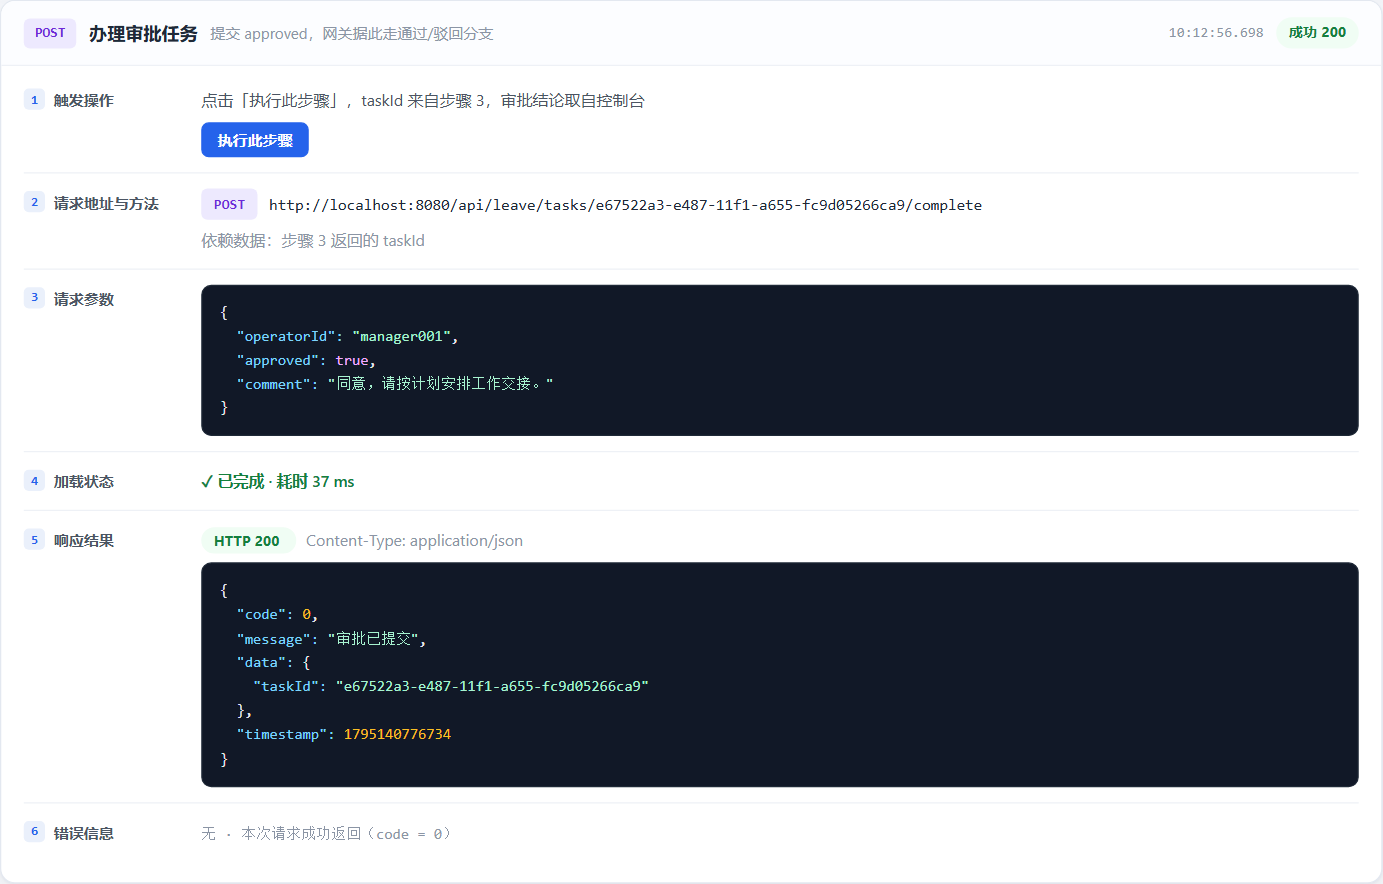 POST 办理审批任务 提交 approved，网关据此走通过/驳回分支 10:12:56.698 成功 200
1 触发操作 点击「执行此步骤」，taskId 来自步骤 3，审批结论取自控制台
执行此步骤
2 请求地址与方法 POST http://localhost:8080/api/leave/tasks/e67522a3-e487-11f1-a655-fc9d05266ca9/complete
依赖数据：步骤 3 返回的 taskId
3 请求参数
{
"operatorId": "manager001",
"approved": true,
"comment": "同意，请按计划安排工作交接。"
}
4 加载状态 ✓ 已完成 · 耗时 37 ms
5 响应结果 HTTP 200 Content-Type: application/json
{
"code": 0,
"message": "审批已提交",
"data": {
"taskId": "e67522a3-e487-11f1-a655-fc9d05266ca9"
},
"timestamp": 1795140776734
}
6 错误信息 无 · 本次请求成功返回（code = 0）